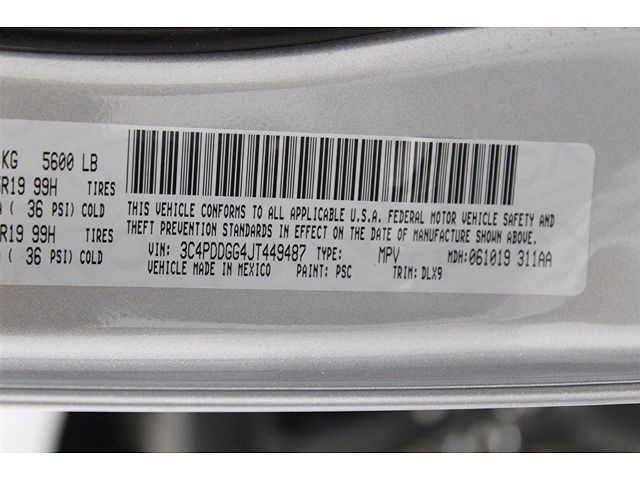 KG 5600 LB
R19 99H TIRES
( 36 PSI) COLD
R19 99H TIRES
( 36 PSI) COLD
THIS VEHICLE CONFORMS TO ALL APPLICABLE U.S.A. FEDERAL MOTOR VEHICLE SAFETY AND
THEFT PREVENTION STANDARDS IN EFFECT ON THE DATE OF MANUFACTURE SHOWN ABOVE.
VIN: 3C4PDDGG4JT449487 TYPE: MPV MDH:061019 311AA
VEHICLE MADE IN MEXICO PAINT: PSC TRIM: DLX9